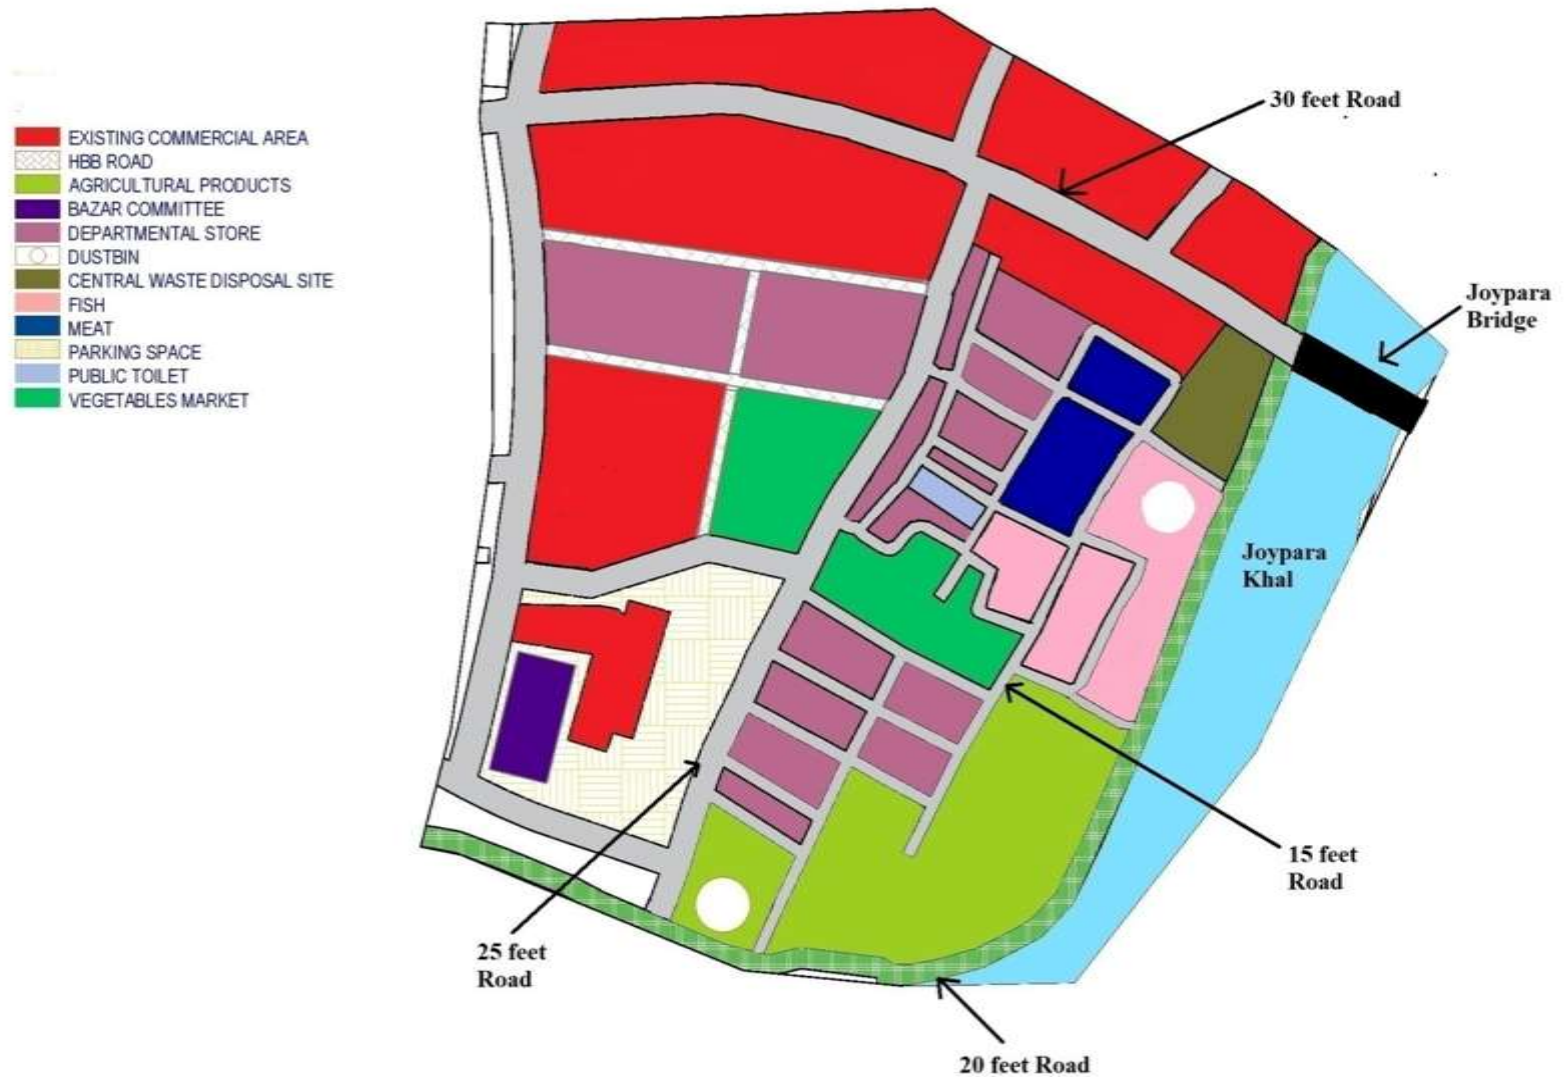 EXISTING COMMERCIAL AREA
HBB ROAD
AGRICULTURAL PRODUCTS
BAZAR COMMITTEE
DEPARTMENTAL STORE
DUSTBIN
CENTRAL WASTE DISPOSAL SITE
FISH
MEAT
PARKING SPACE
PUBLIC TOILET
VEGETABLES MARKET
30 feet Road
Joypara
Bridge
Joypara
Khal
15 feet
Road
25 feet
Road
20 feet Road